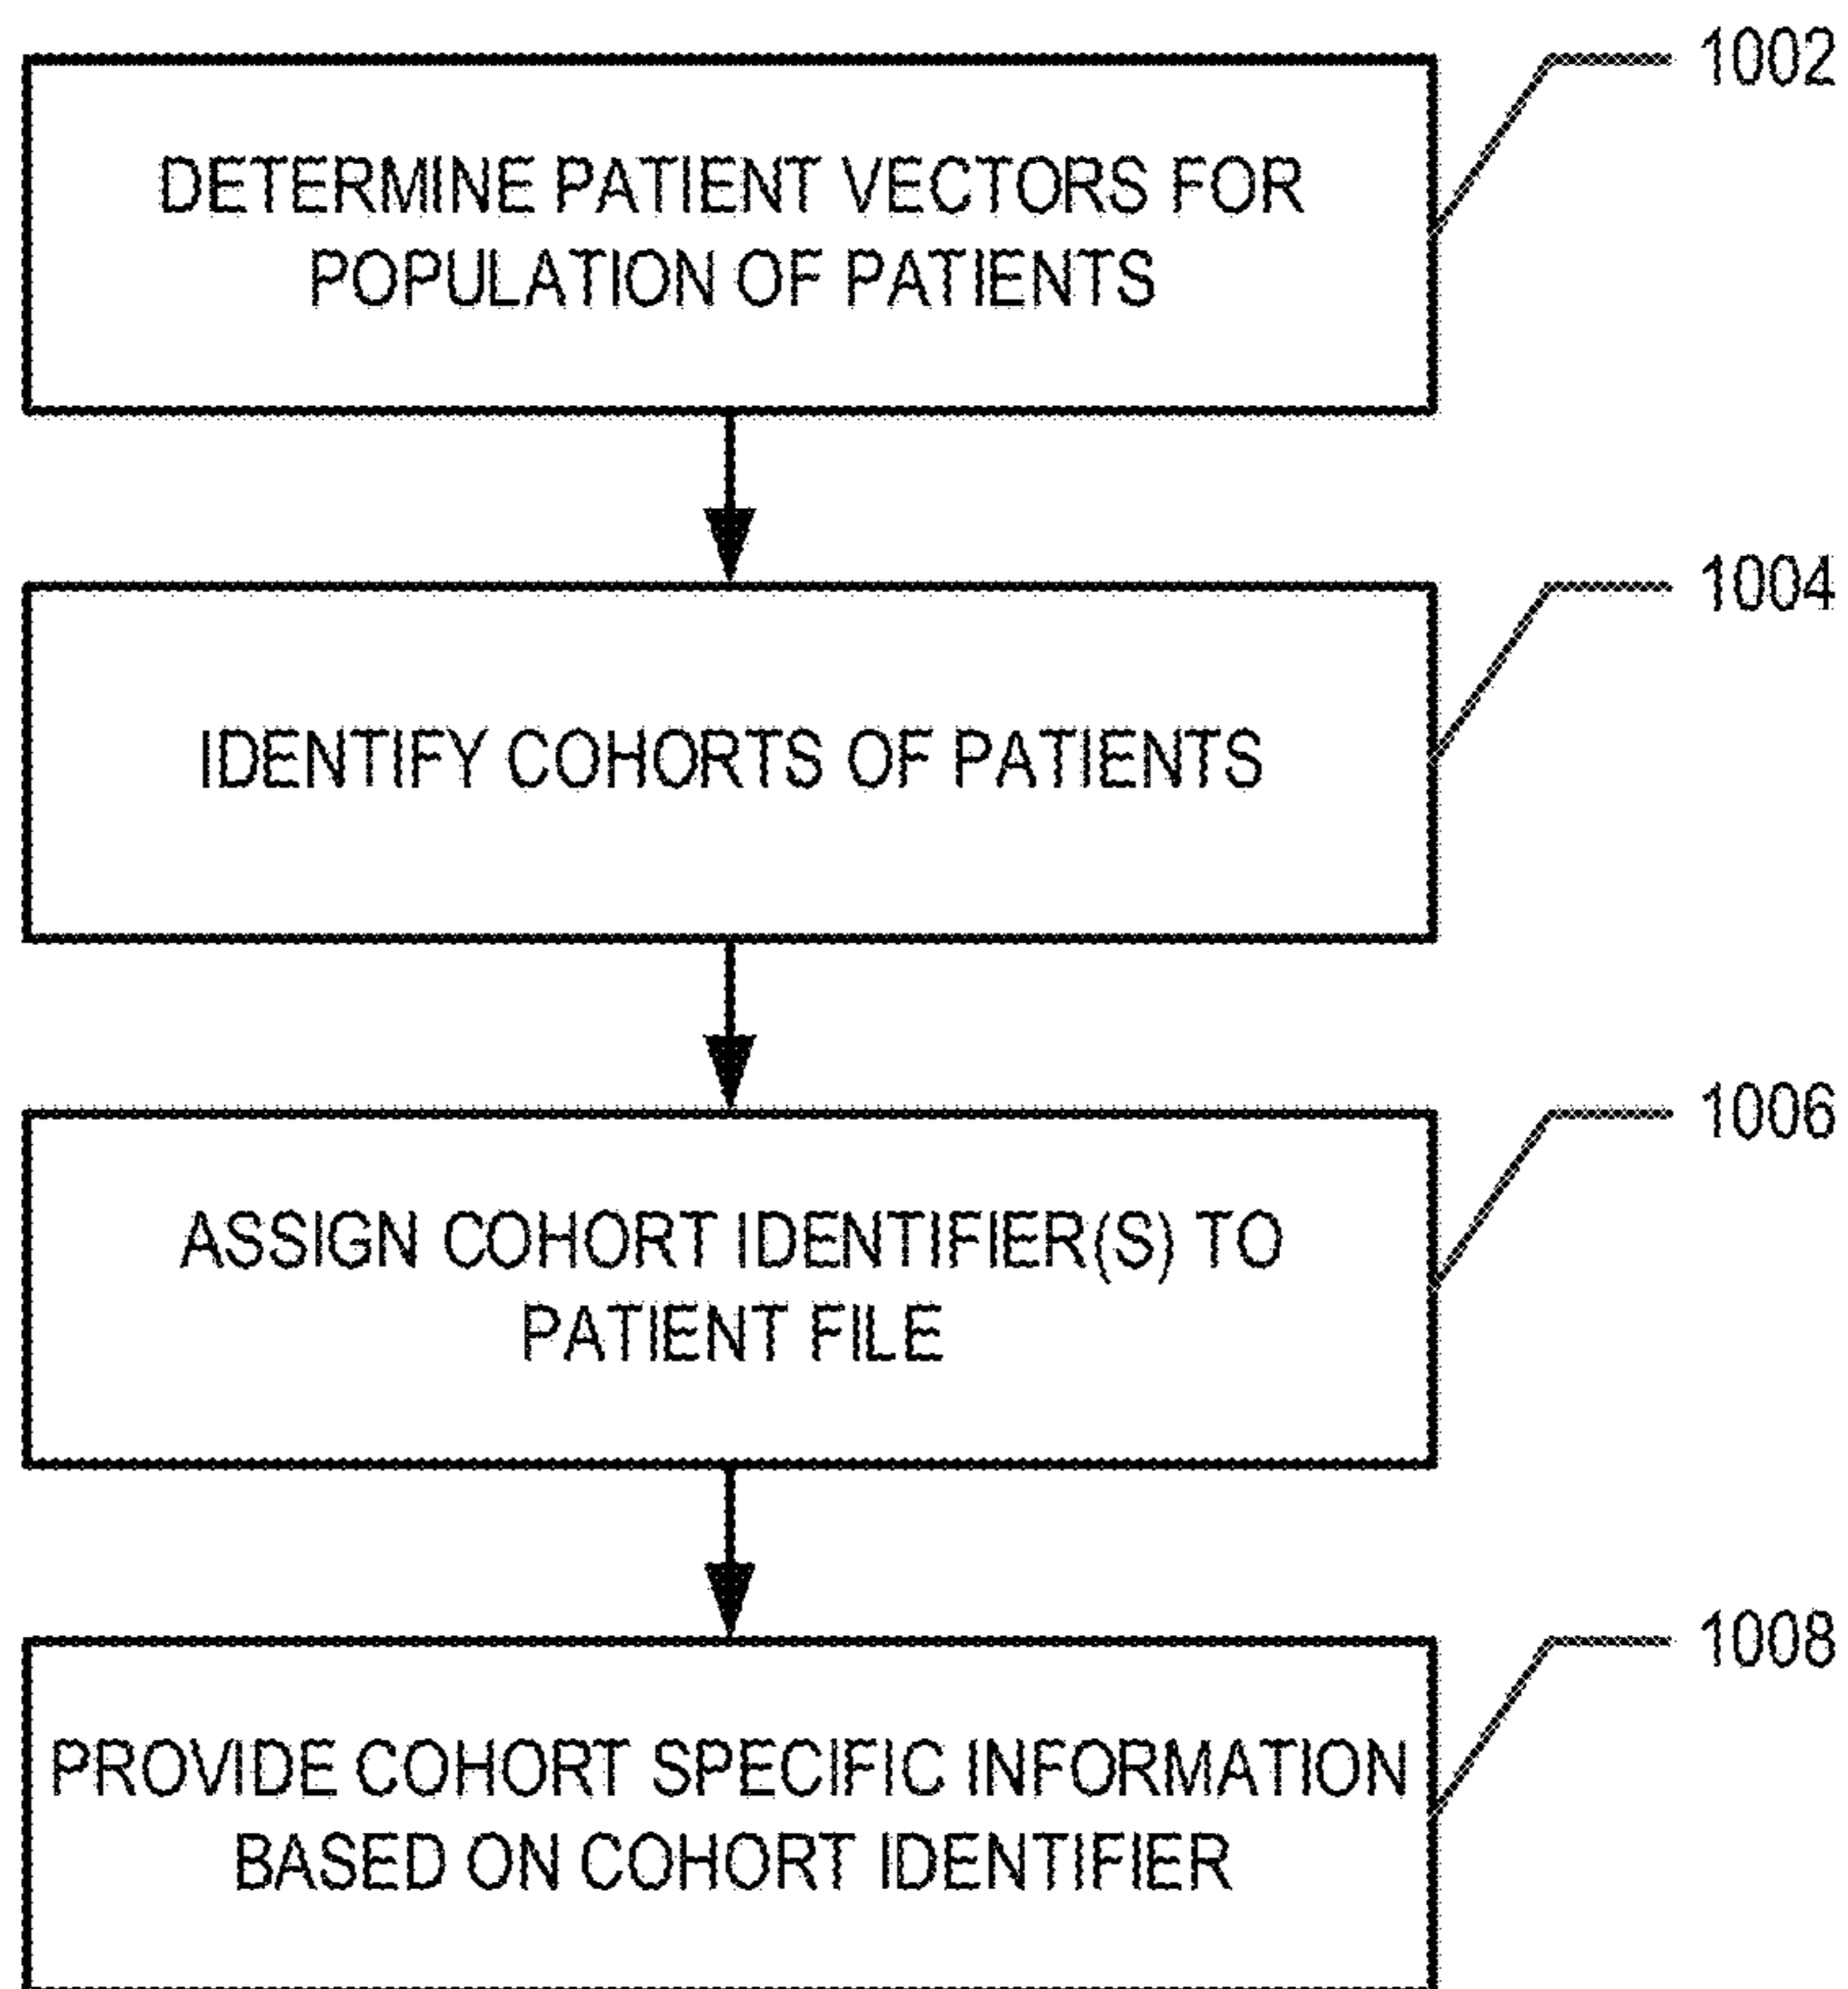 1002
DETERMINE PATIENT VECTORS FOR
POPULATION OF PATIENTS
1004
IDENTIFY COHORTS OF PATIENTS
1006
ASSIGN COHORT IDENTIFIER(S) TO
PATIENT FILE
1008
PROVIDE COHORT SPECIFIC INFORMATION
BASED ON COHORT IDENTIFIER